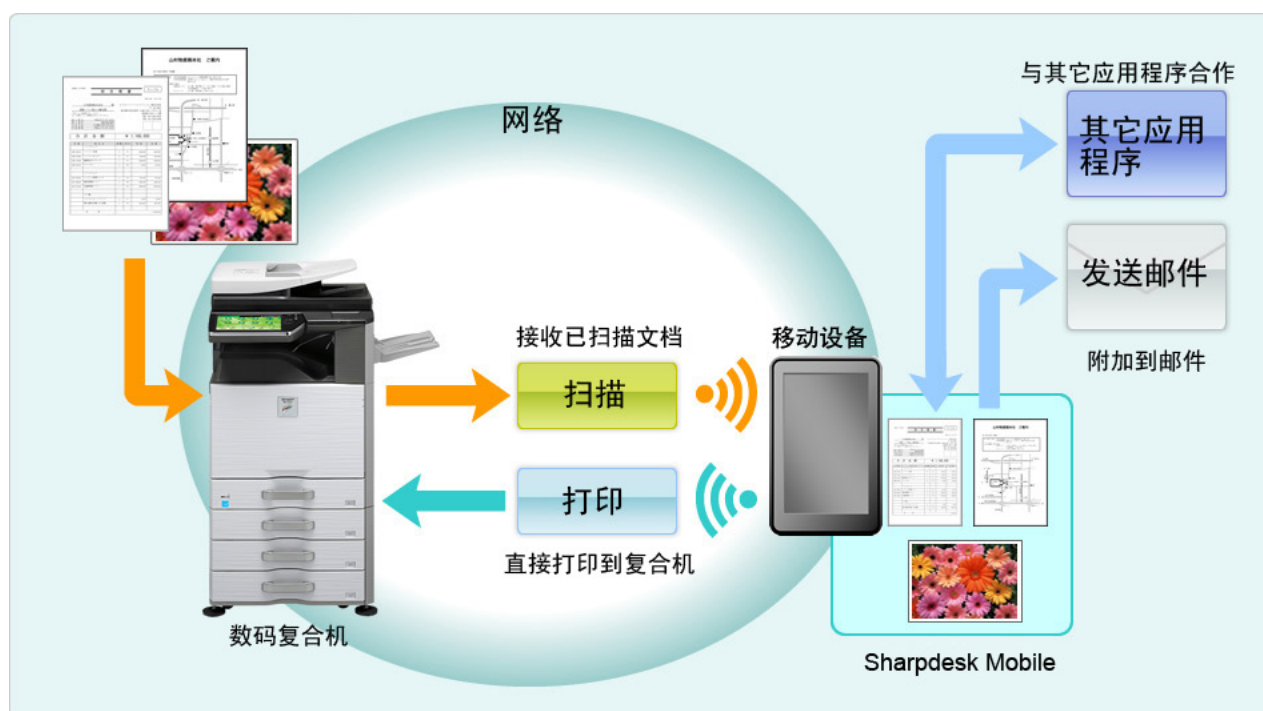 与其它应用程序合作
网络
其它应用
程序
发送邮件
附加到邮件
接收已扫描文档
移动设备
扫描
打印
直接打印到复合机
数码复合机
Sharpdesk Mobile